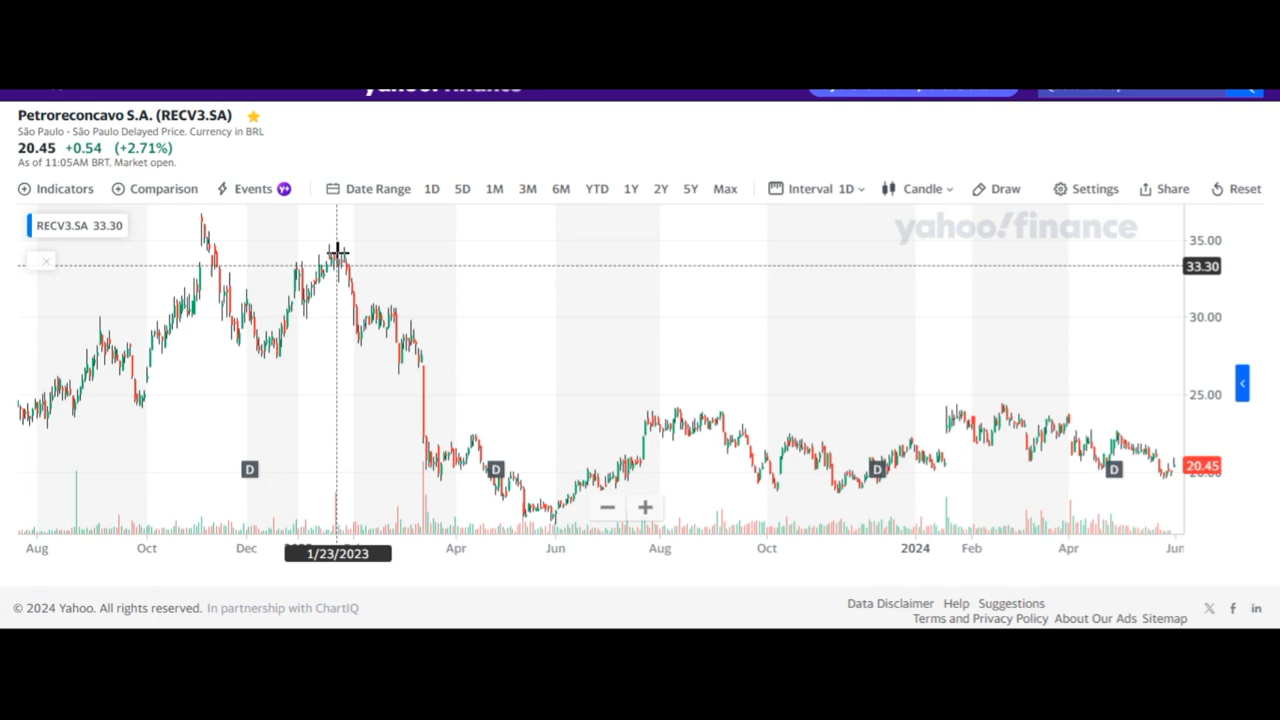 yahoo!finance
Petroreconcavo S.A. (RECV3.SA)
São Paulo - São Paulo Delayed Price. Currency in BRL
20.45 +0.54 (+2.71%)
As of 11:05AM BRT. Market open.
Indicators Comparison Events Y+ Date Range 1D 5D 1M 3M 6M YTD 1Y 2Y 5Y Max Interval 1D Candle Draw Settings Share Reset
RECV3.SA 33.30
yahoo!finance
35.00
33.30
30.00
25.00
D D D D
20.45
Aug Oct Dec Apr Jun Aug Oct 2024 Feb Apr Jun
1/23/2023
© 2024 Yahoo. All rights reserved. In partnership with ChartIQ
Data Disclaimer Help Suggestions
Terms and Privacy Policy About Our Ads Sitemap